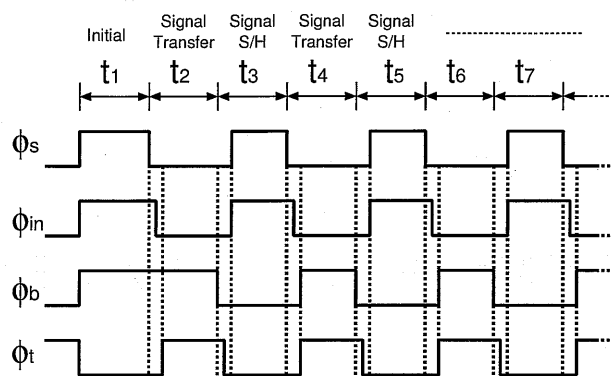 Initial Signal Transfer Signal S/H Signal Transfer Signal S/H
t1 t2 t3 t4 t5 t6 t7
ϕs
ϕin
ϕb
ϕt